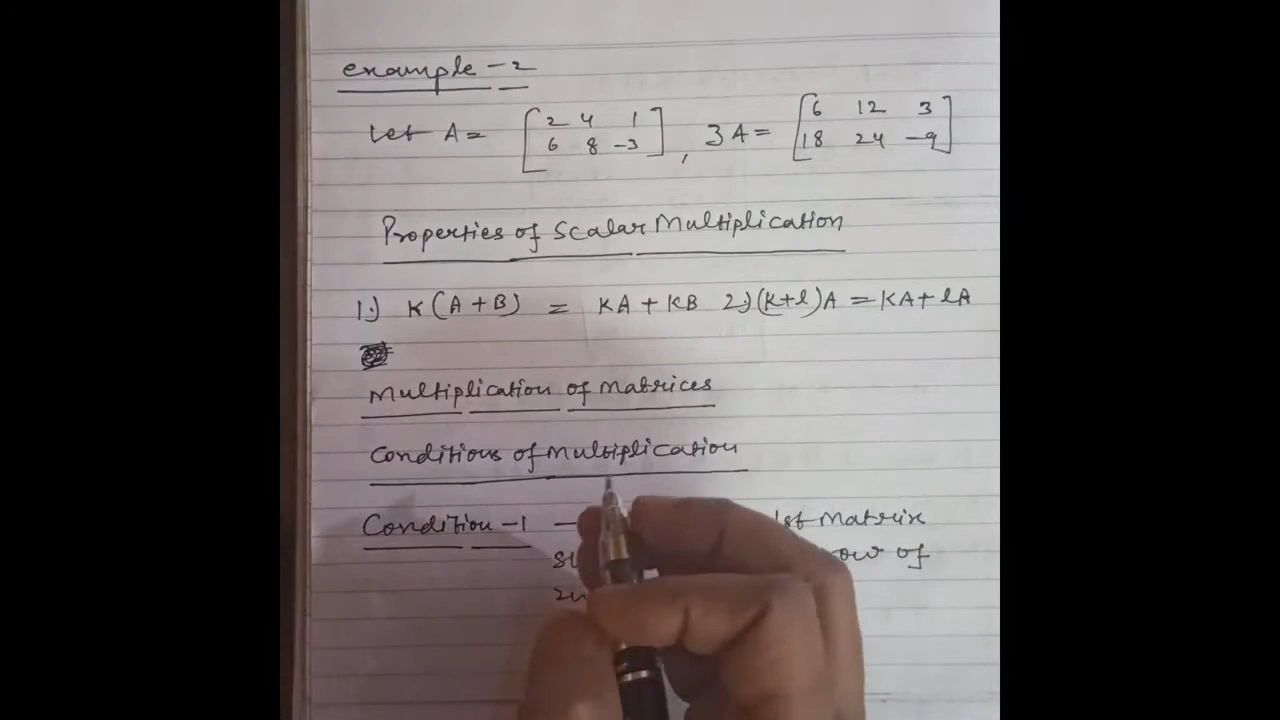 example - 2
Let A = [2 4 1 , 3A = [6 12 3
6 8 -3] 18 24 -9]
Properties of Scalar Multiplication
1.) K(A+B) = KA + KB 2.) (K+l)A = KA + lA
Multiplication of Matrices
Conditions of Multiplication
Condition - 1 — 1st Matrix
of